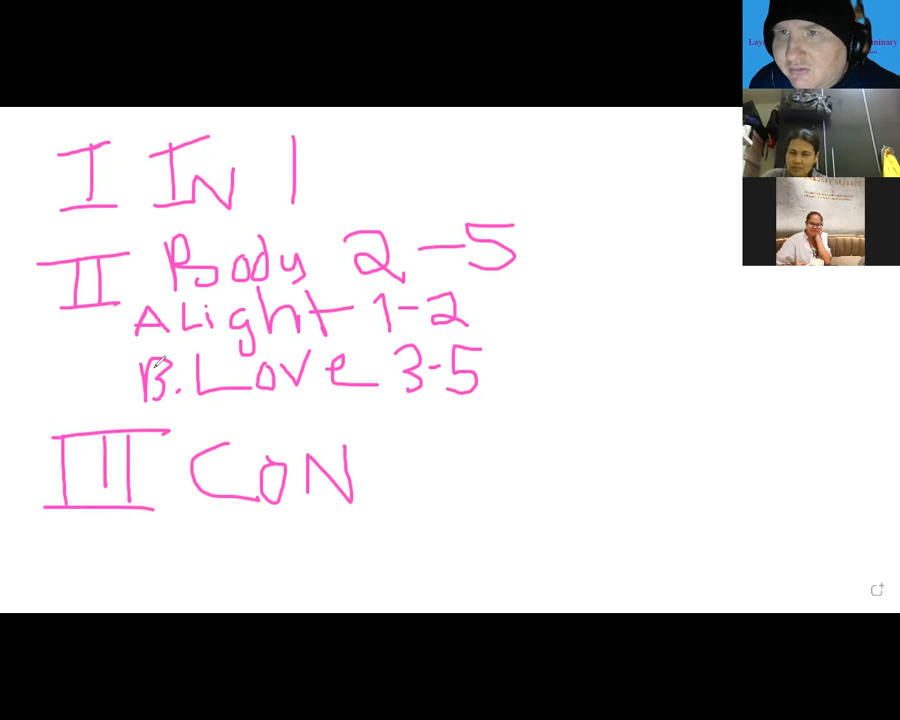 I IN 1
II Body 2-5
A Light 1-2
B. Love 3-5
III CON